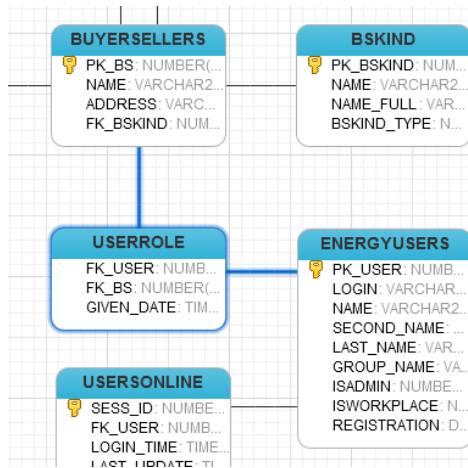 BUYERSELLERS
PK_BS: NUMBER(...
NAME: VARCHAR2...
ADDRESS: VARC...
FK_BSKIND: NUM...
BSKIND
PK_BSKIND: NUM...
NAME: VARCHAR2...
NAME_FULL: VAR...
BSKIND_TYPE: N...
USERROLE
FK_USER: NUMB...
FK_BS: NUMBER(...
GIVEN_DATE: TIM...
ENERGYUSERS
PK_USER: NUMB...
LOGIN: VARCHAR...
NAME: VARCHAR2...
SECOND_NAME: ...
LAST_NAME: VAR...
GROUP_NAME: VA...
ISADMIN: NUMBE...
ISWORKPLACE: N...
REGISTRATION: D...
USERSONLINE
SESS_ID: NUMBE...
FK_USER: NUMB...
LOGIN_TIME: TIME...
LAST_UPDATE: TI...